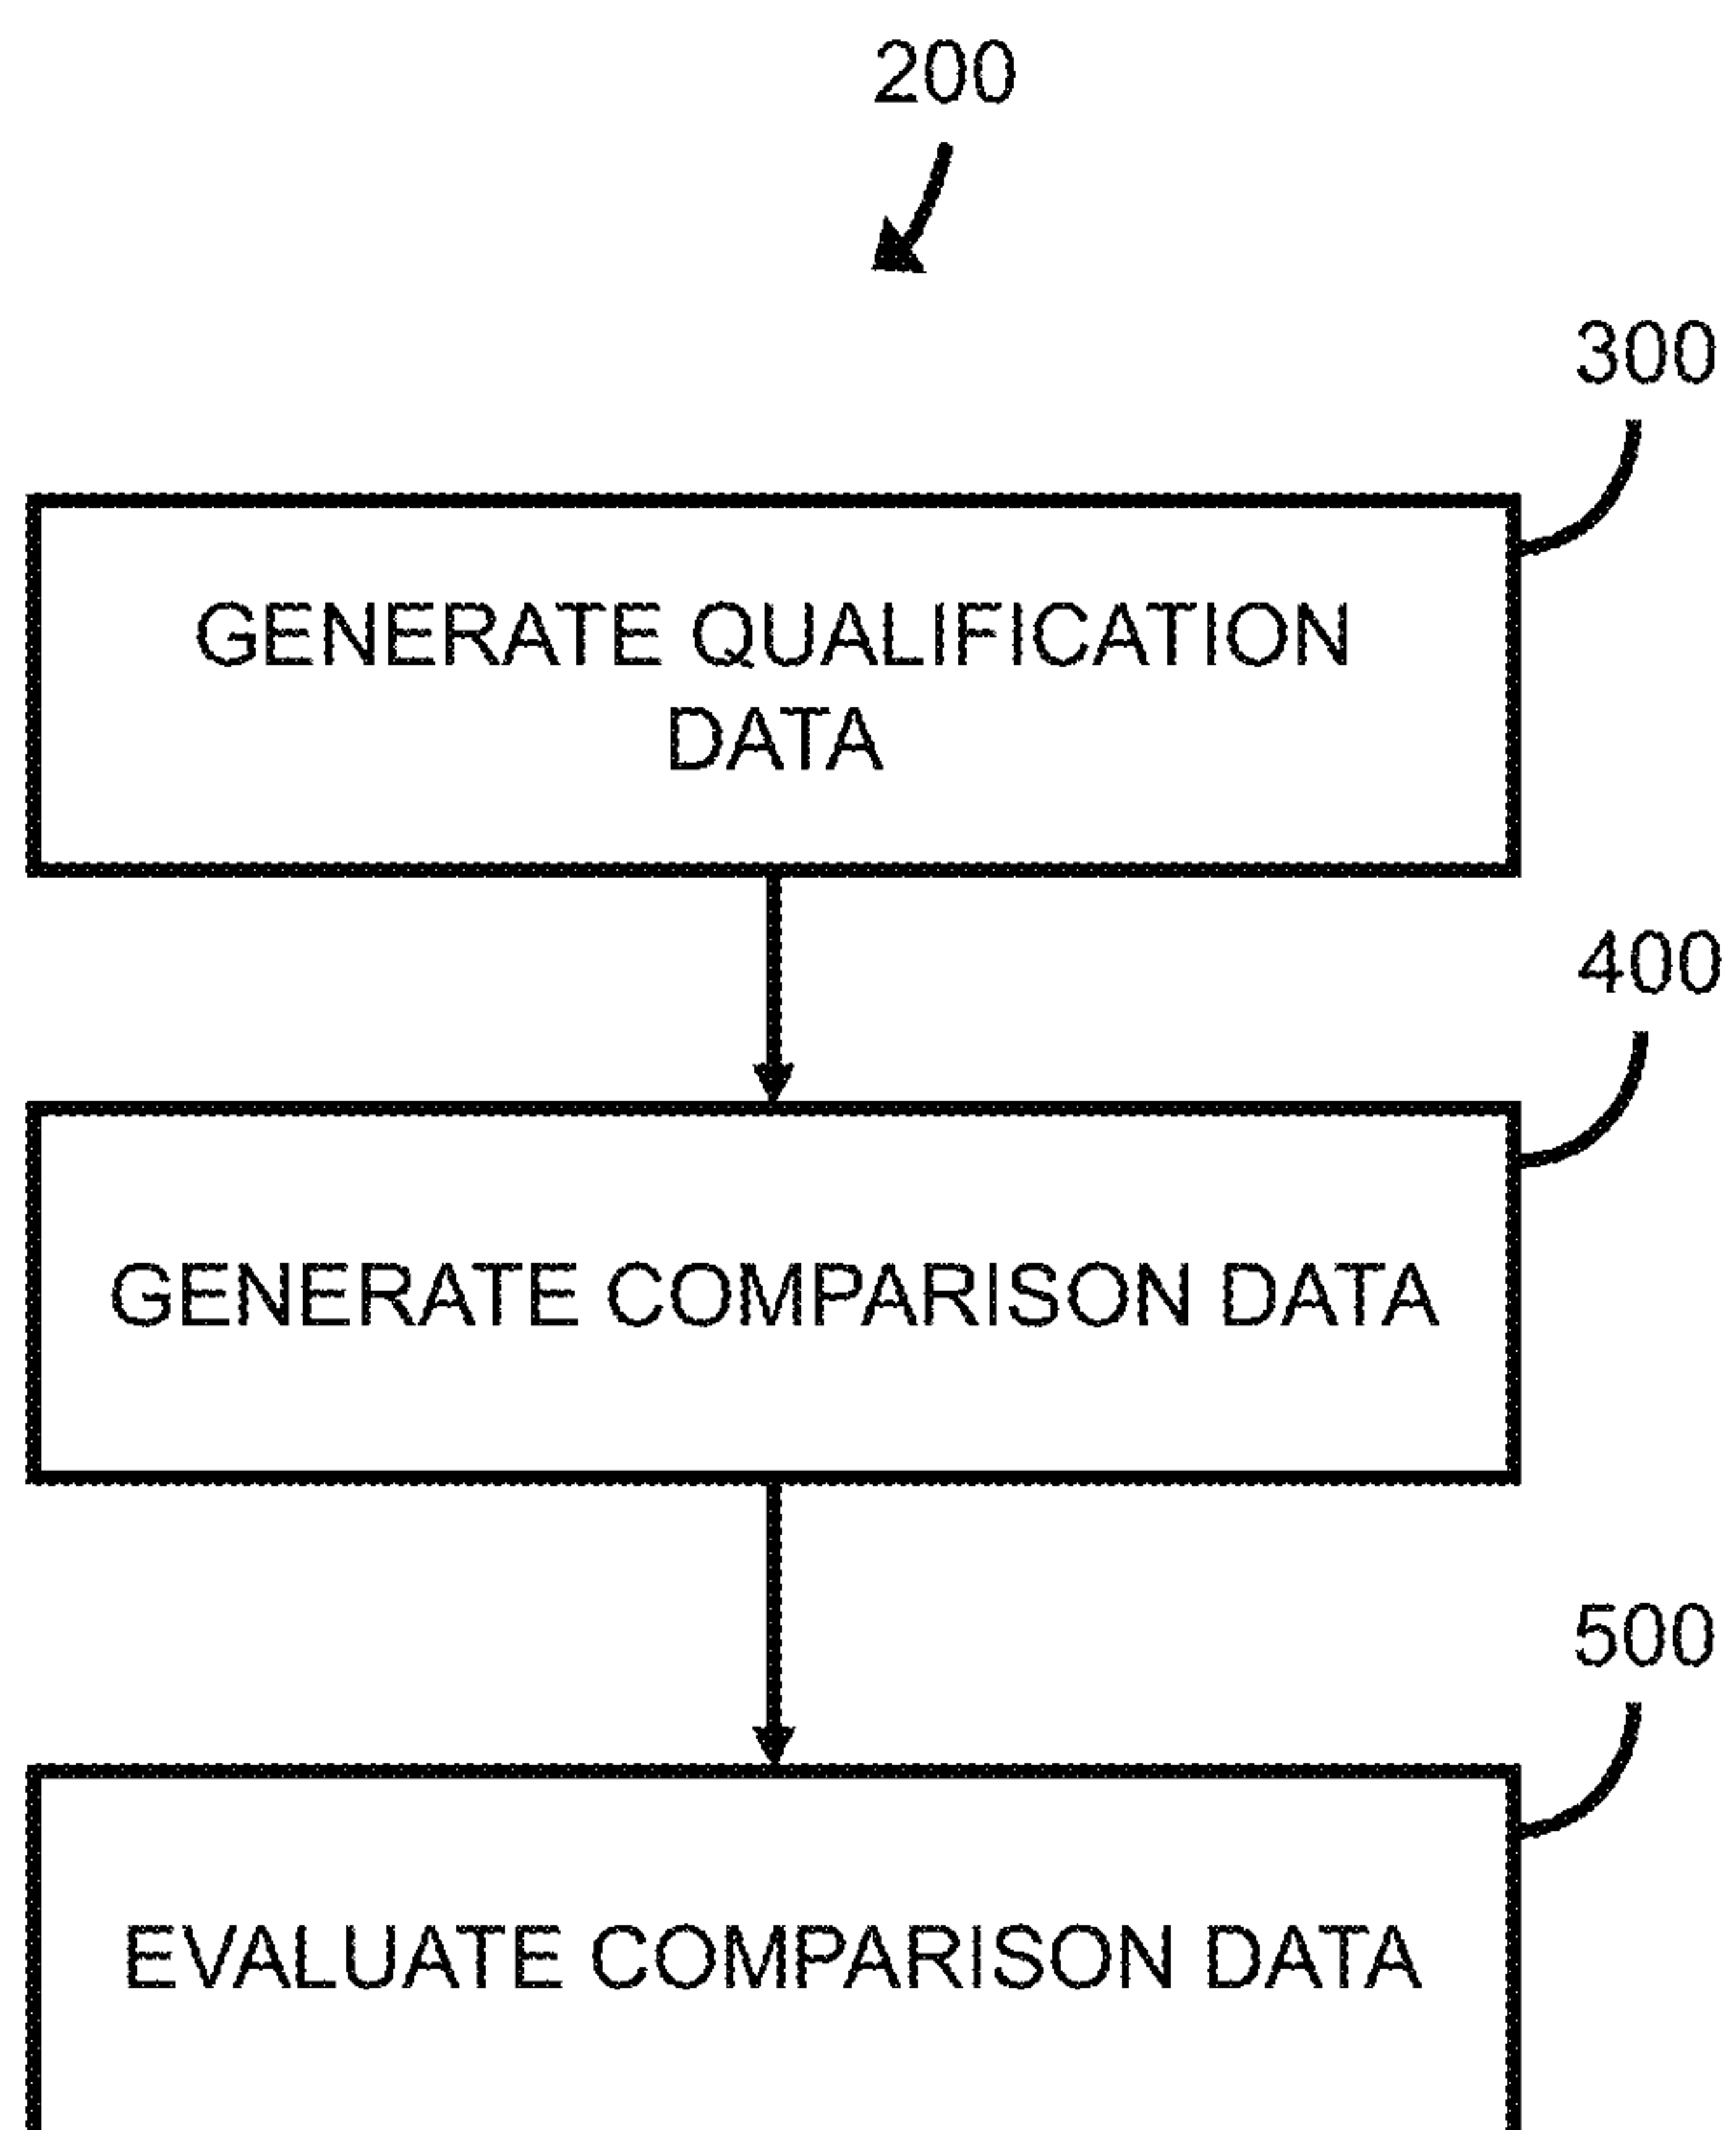 200
300
GENERATE QUALIFICATION
DATA
400
GENERATE COMPARISON DATA
500
EVALUATE COMPARISON DATA